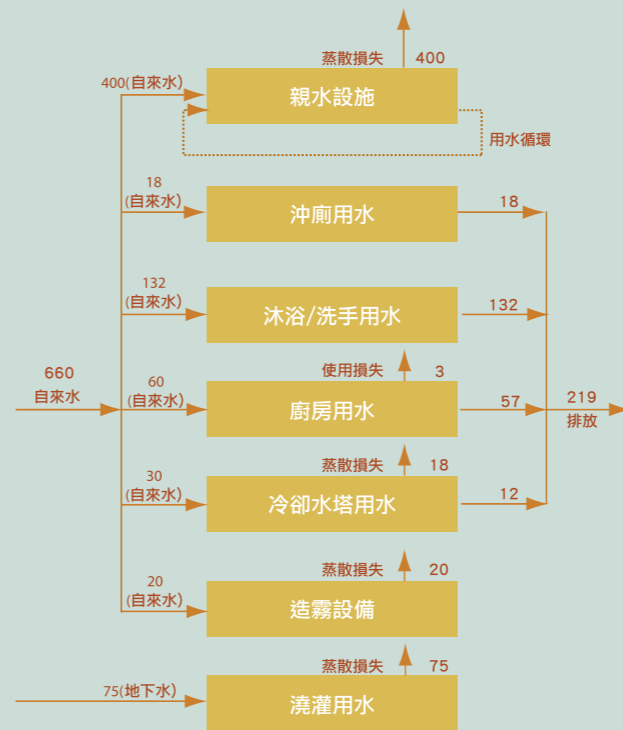 蒸散損失 400
400(自來水)
親水設施
用水循環
18
(自來水)
沖廁用水
18
132
(自來水)
沐浴/洗手用水
132
使用損失 3
660
自來水
60
(自來水)
廚房用水
57
219
排放
蒸散損失 18
30
(自來水)
冷卻水塔用水
12
蒸散損失 20
20
(自來水)
造霧設備
蒸散損失 75
75(地下水)
澆灌用水